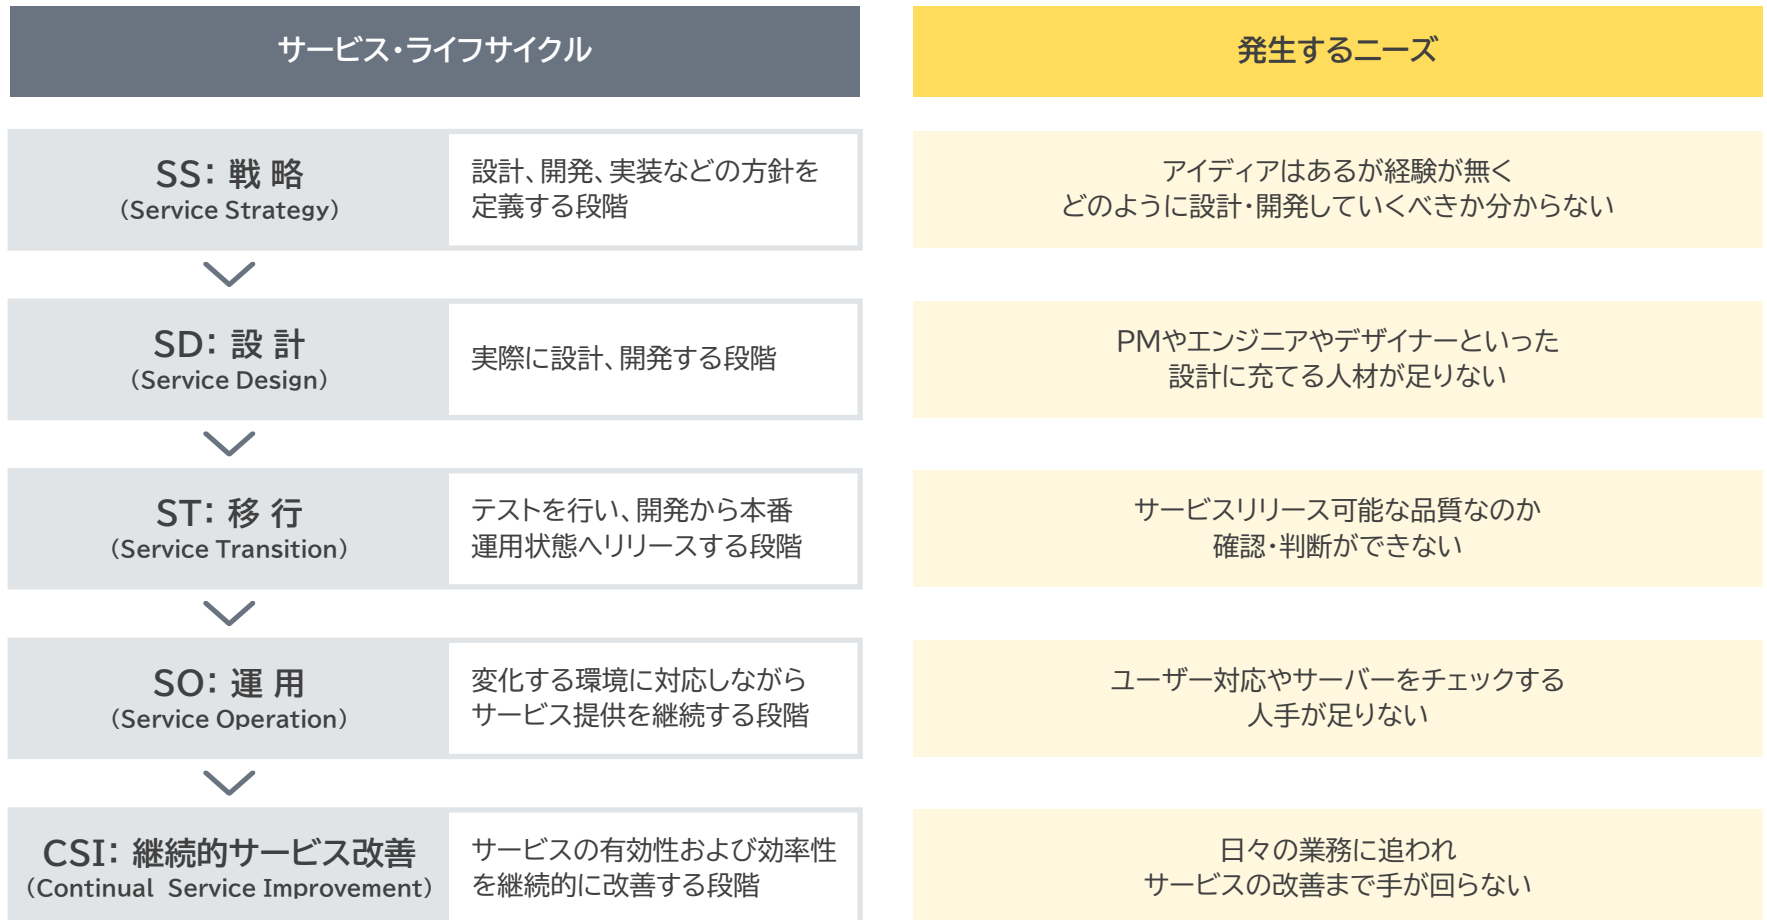 サービス・ライフサイクル
発生するニーズ
SS： 戦 略
（Service Strategy）
設計、開発、実装などの方針を
定義する段階
アイディアはあるが経験が無く
どのように設計・開発していくべきか分からない
SD： 設 計
（Service Design）
実際に設計、開発する段階
PMやエンジニアやデザイナーといった
設計に充てる人材が足りない
ST： 移 行
（Service Transition）
テストを行い、開発から本番
運用状態へリリースする段階
サービスリリース可能な品質なのか
確認・判断ができない
SO： 運 用
（Service Operation）
変化する環境に対応しながら
サービス提供を継続する段階
ユーザー対応やサーバーをチェックする
人手が足りない
CSI： 継続的サービス改善
（Continual Service Improvement）
サービスの有効性および効率性
を継続的に改善する段階
日々の業務に追われ
サービスの改善まで手が回らない